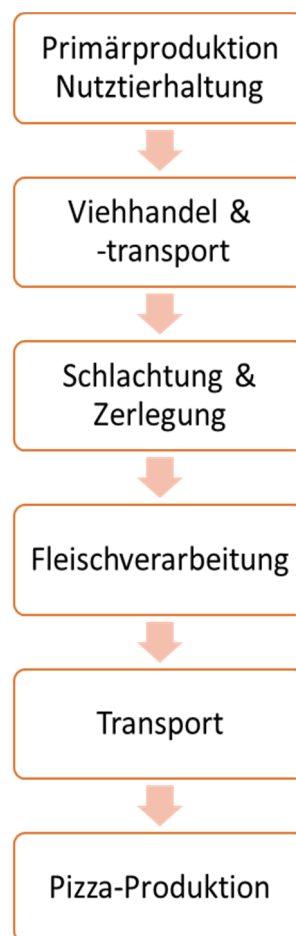 Primärproduktion
Nutztierhaltung
Viehhandel &
-transport
Schlachtung &
Zerlegung
Fleischverarbeitung
Transport
Pizza-Produktion